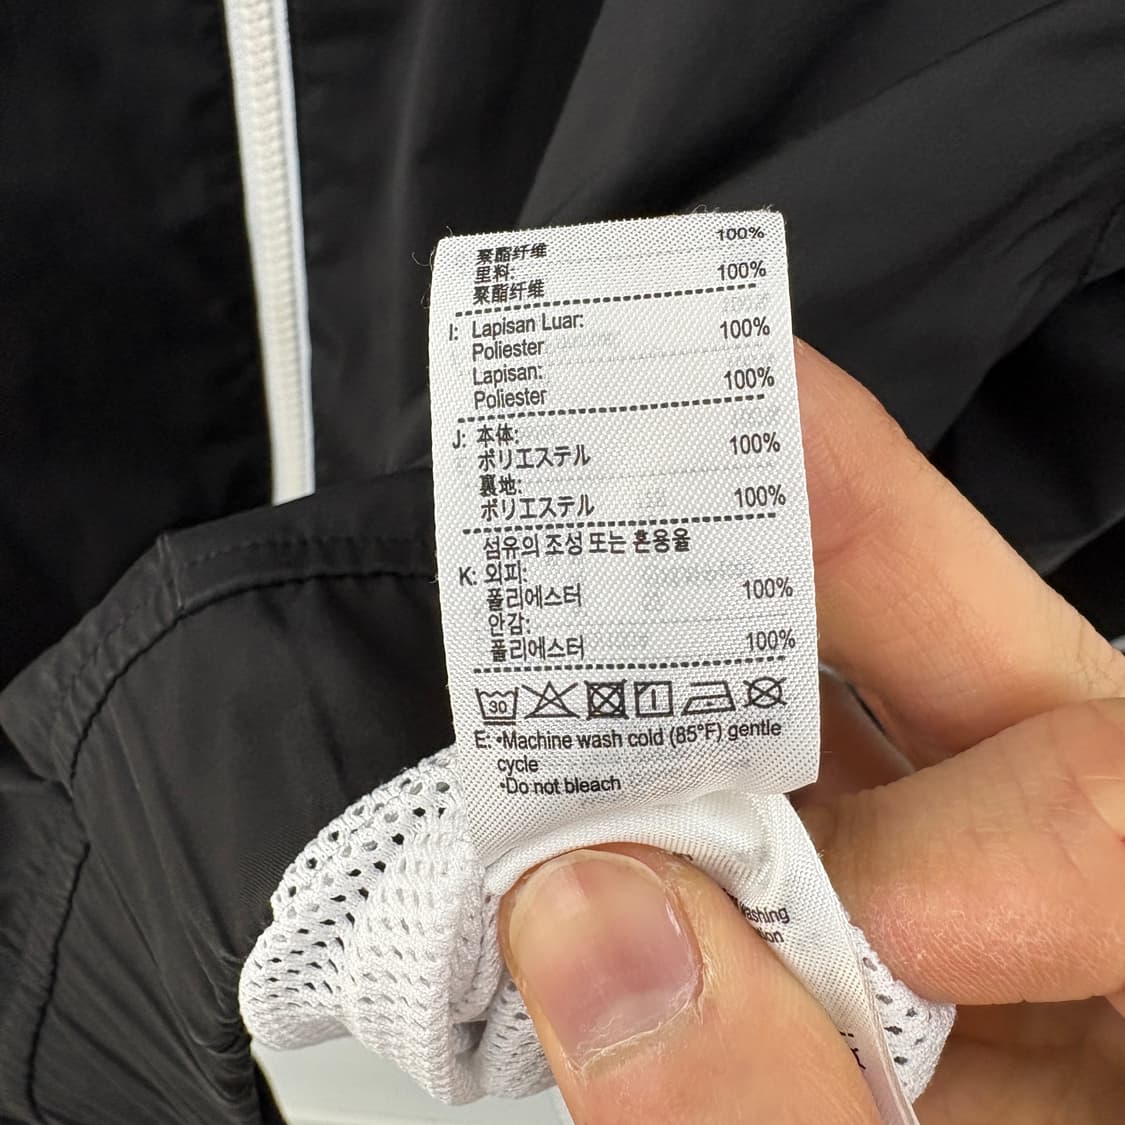 聚酯纤维 100%
里料:
聚酯纤维 100%
I: Lapisan Luar:
Poliester 100%
Lapisan:
Poliester 100%
J: 本体:
ポリエステル 100%
裏地:
ポリエステル 100%
섬유의 조성 또는 혼용율
K: 외피:
폴리에스터 100%
안감:
폴리에스터 100%
30
E: •Machine wash cold (85°F) gentle
cycle
•Do not bleach